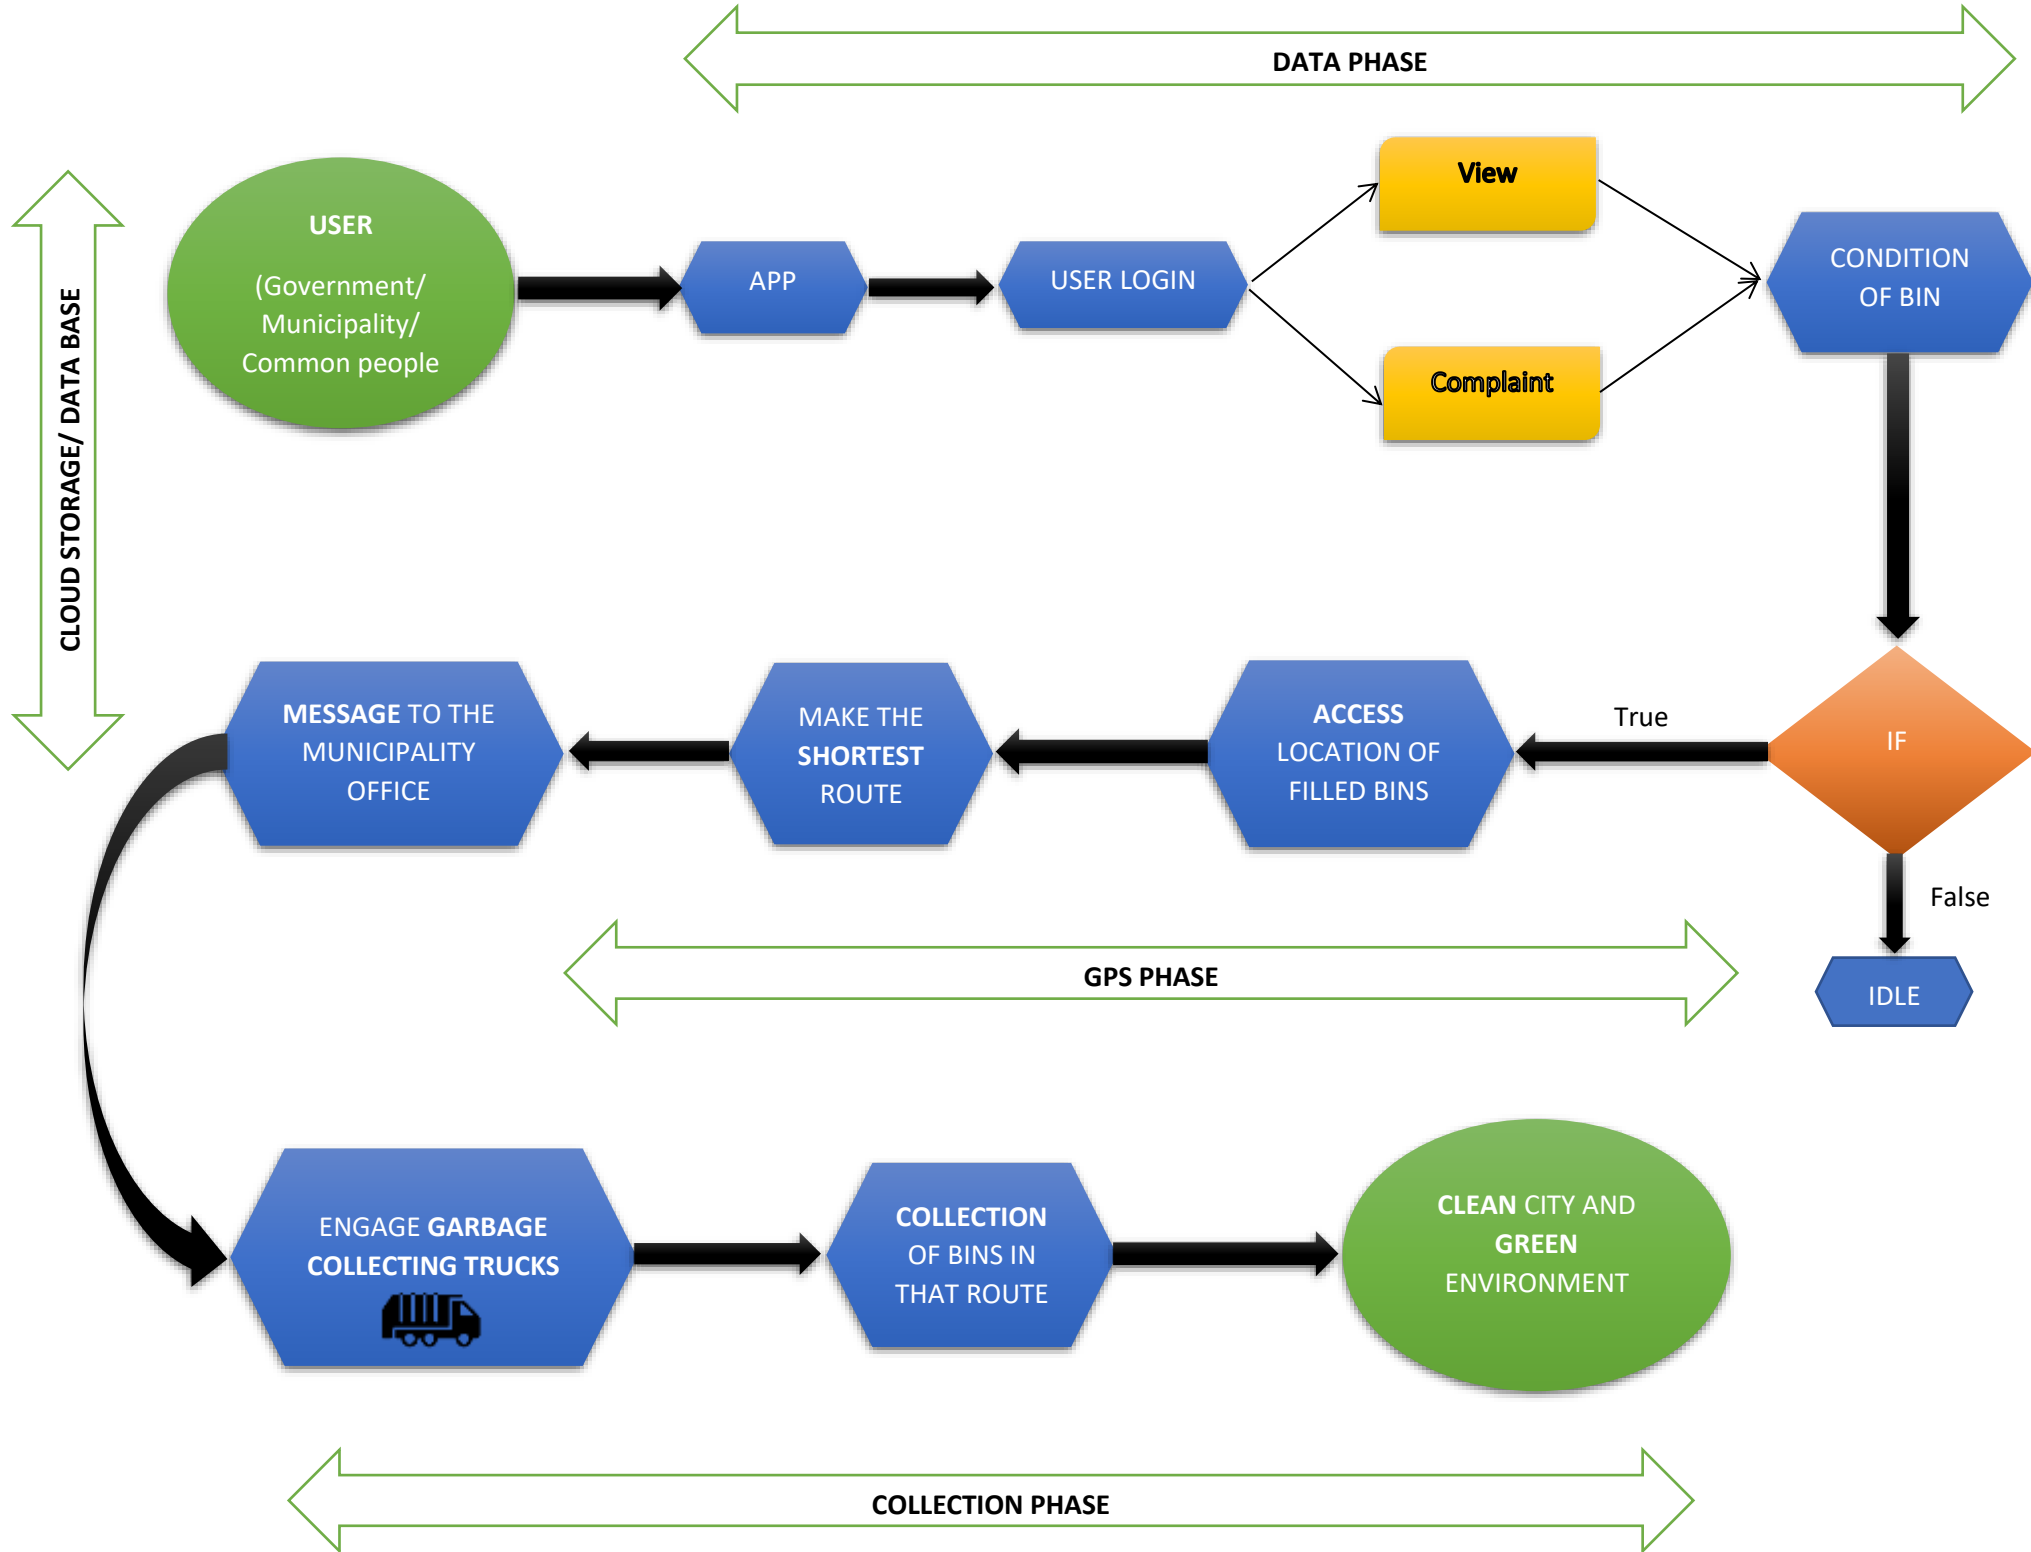 DATA PHASE
CLOUD STORAGE/ DATA BASE
USER
(Government/
Municipality/
Common people
APP
USER LOGIN
View
Complaint
CONDITION
OF BIN
IF
True
False
IDLE
ACCESS
LOCATION OF
FILLED BINS
MAKE THE
SHORTEST
ROUTE
MESSAGE TO THE
MUNICIPALITY
OFFICE
GPS PHASE
ENGAGE GARBAGE
COLLECTING TRUCKS
COLLECTION
OF BINS IN
THAT ROUTE
CLEAN CITY AND
GREEN
ENVIRONMENT
COLLECTION PHASE